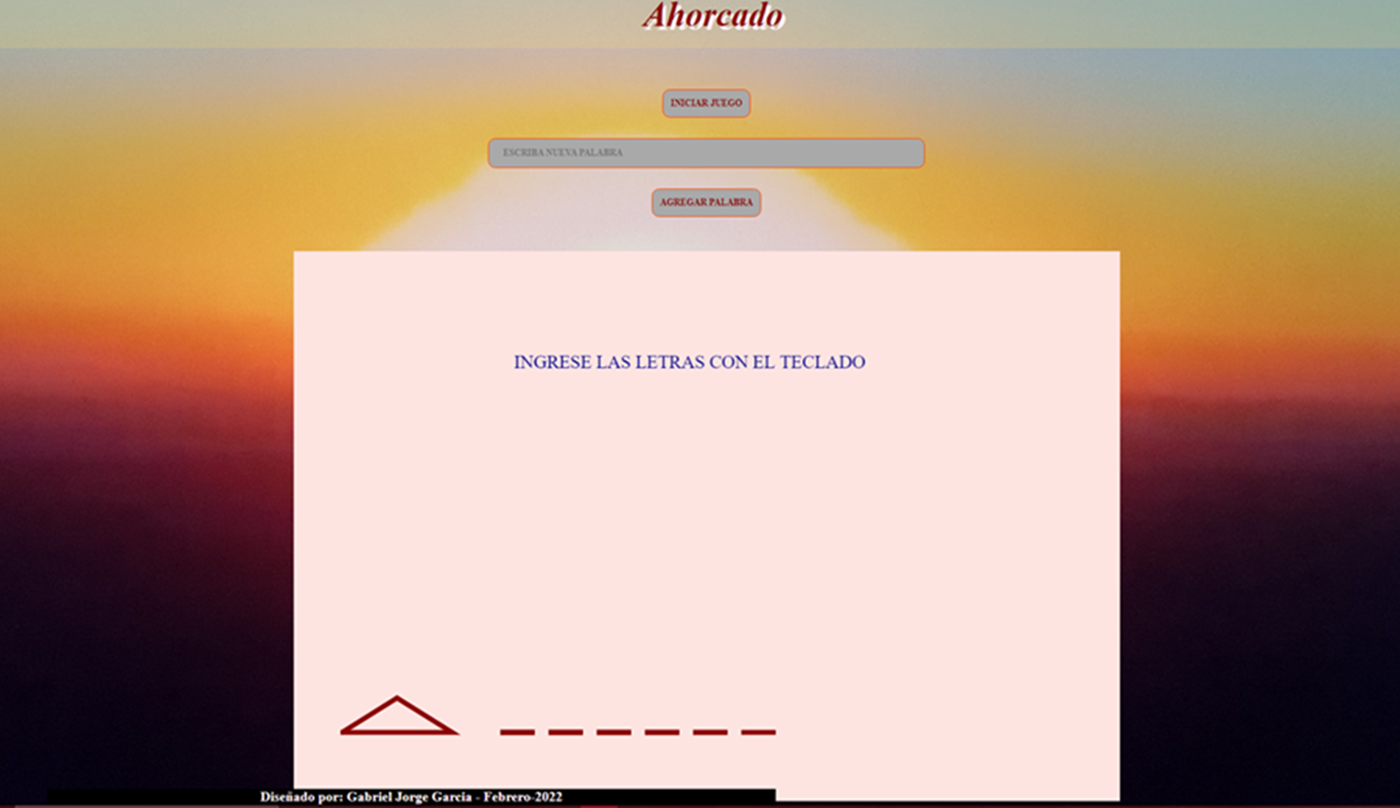 Ahorcado
INICIAR JUEGO
ESCRIBA NUEVA PALABRA
AGREGAR PALABRA
INGRESE LAS LETRAS CON EL TECLADO
Diseñado por: Gabriel Jorge Garcia - Febrero-2022